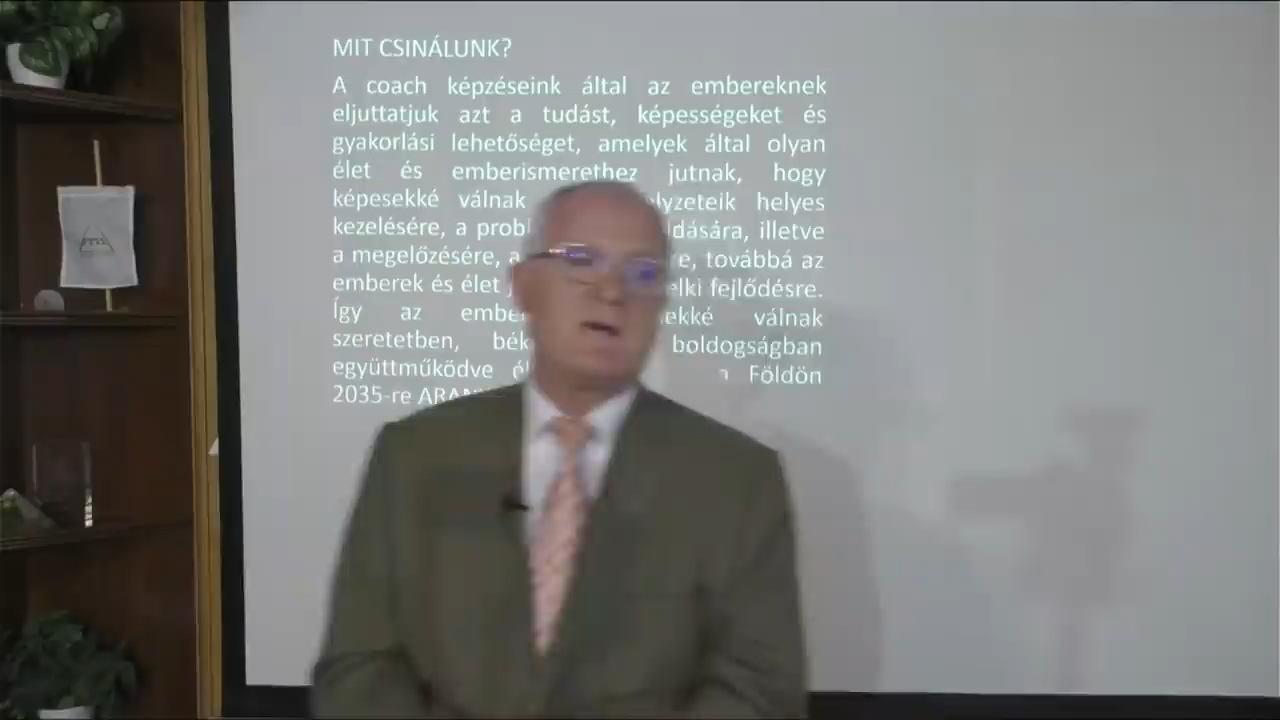 MIT CSINÁLUNK?
A coach képzéseink által az embereknek
eljuttatjuk azt a tudást, képességeket és
gyakorlási lehetőséget, amelyek által olyan
élet és emberismerethez jutnak, hogy
képesekké válnak helyes
kezelésére, a illetve
a megelőzésére, továbbá az
emberek és élet fejlődésre.
Így az válnak
szeretetben, boldogságban
együttműködve Földön
2035-re